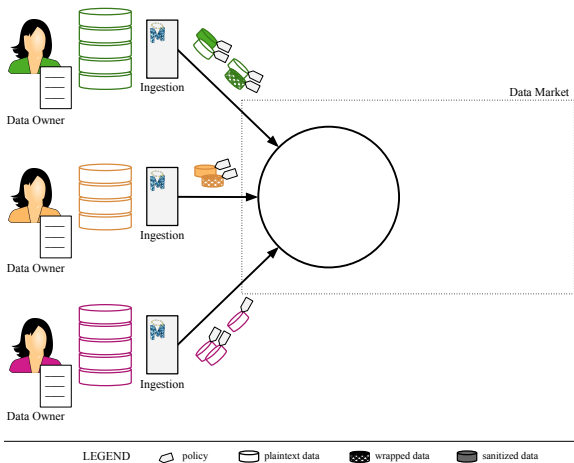 Ingestion
Data Owner
Data Market
Ingestion
Data Owner
Ingestion
Data Owner
LEGEND policy plaintext data wrapped data sanitized data